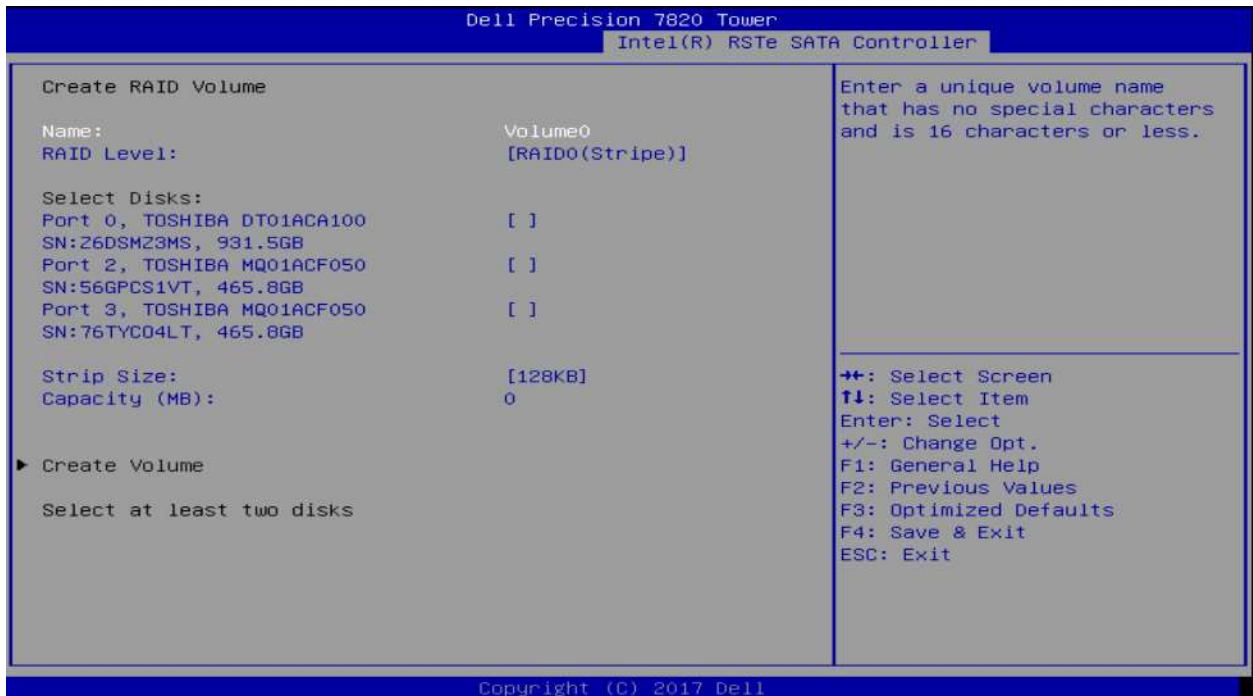 Dell Precision 7820 Tower
Intel(R) RSTe SATA Controller
Create RAID Volume
Name: Volume0
RAID Level: [RAID0(Stripe)]
Select Disks:
Port 0, TOSHIBA DT01ACA100 [ ]
SN:Z6DSMZ3MS, 931.5GB
Port 2, TOSHIBA MQ01ACF050 [ ]
SN:56GPCS1VT, 465.8GB
Port 3, TOSHIBA MQ01ACF050 [ ]
SN:76TYC04LT, 465.8GB
Strip Size: [128KB]
Capacity (MB): 0
▶ Create Volume
Select at least two disks
Enter a unique volume name
that has no special characters
and is 16 characters or less.
→←: Select Screen
↑↓: Select Item
Enter: Select
+/-: Change Opt.
F1: General Help
F2: Previous Values
F3: Optimized Defaults
F4: Save & Exit
ESC: Exit
Copyright (C) 2017 Dell